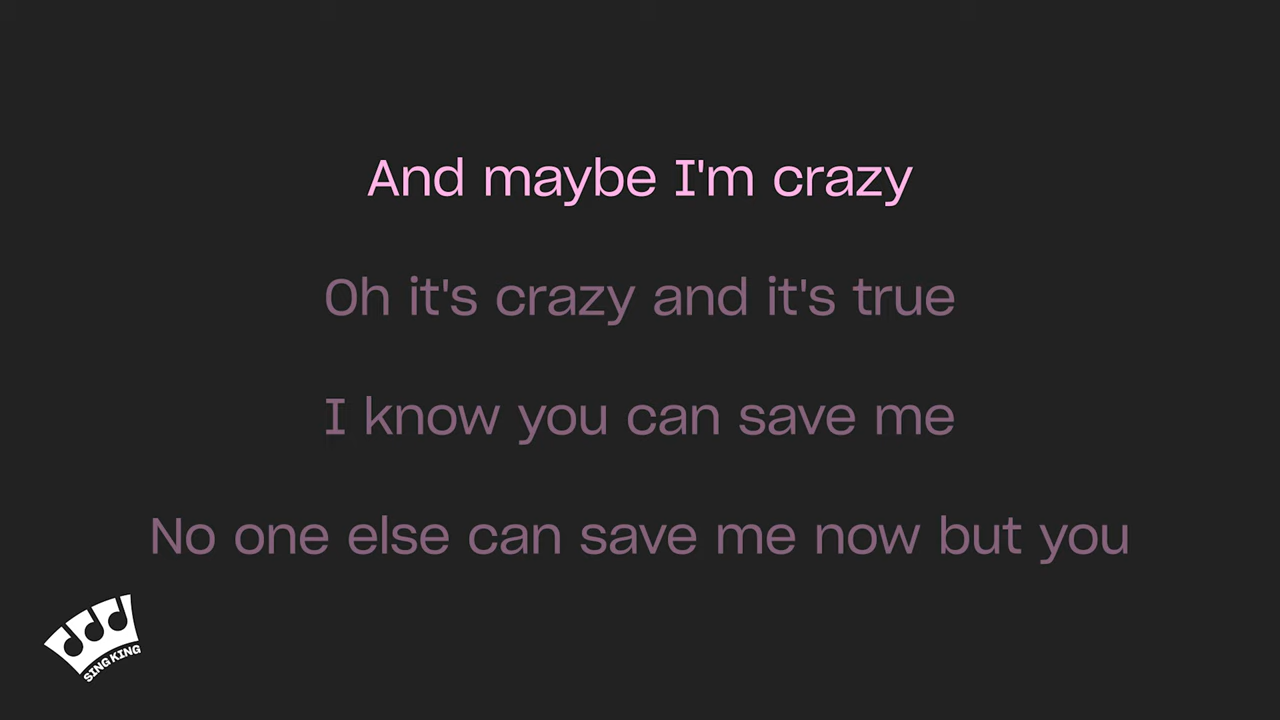 And maybe I'm crazy
Oh it's crazy and it's true
I know you can save me
No one else can save me now but you
SING KING